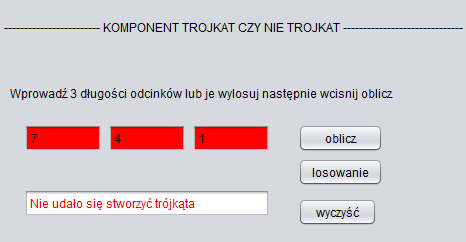 ------------------------ KOMPONENT TROJKAT CZY NIE TROJKAT ------------------------------
Wprowadź 3 długości odcinków lub je wylosuj następnie wcisnij oblicz
7 4 1 oblicz
losowanie
Nie udało się stworzyć trójkąta
wyczyść